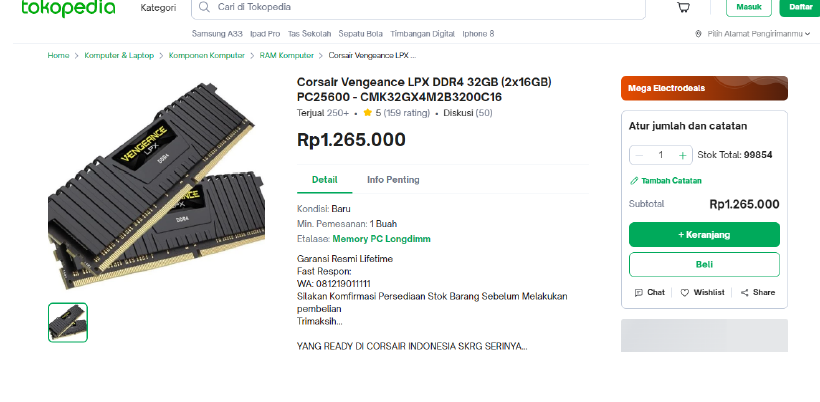 tokopedia
Kategori
Cari di Tokopedia
Masuk
Daftar
Samsung A33 Ipad Pro Tas Sekolah Sepatu Bola Timbangan Digital Iphone 8
Pilih Alamat Pengirimanmu
Home > Komputer & Laptop > Komponen Komputer > RAM Komputer > Corsair Vengeance LPX ...
VENGEANCE
LPX
DDR4
DDR4
Corsair Vengeance LPX DDR4 32GB (2x16GB)
PC25600 - CMK32GX4M2B3200C16
Terjual 250+ • 5 (159 rating) • Diskusi (50)
Rp1.265.000
Detail
Info Penting
Kondisi: Baru
Min. Pemesanan: 1 Buah
Etalase: Memory PC Longdimm
Garansi Resmi Lifetime
Fast Respon:
WA: 081219011111
Silakan Komfirmasi Persediaan Stok Barang Sebelum Melakukan
pembelian
Trimaksih...
YANG READY DI CORSAIR INDONESIA SKRG SERINYA...
Mega Electrodeals
Atur jumlah dan catatan
1
Stok Total: 99854
Tambah Catatan
Subtotal
Rp1.265.000
+ Keranjang
Beli
Chat
Wishlist
Share